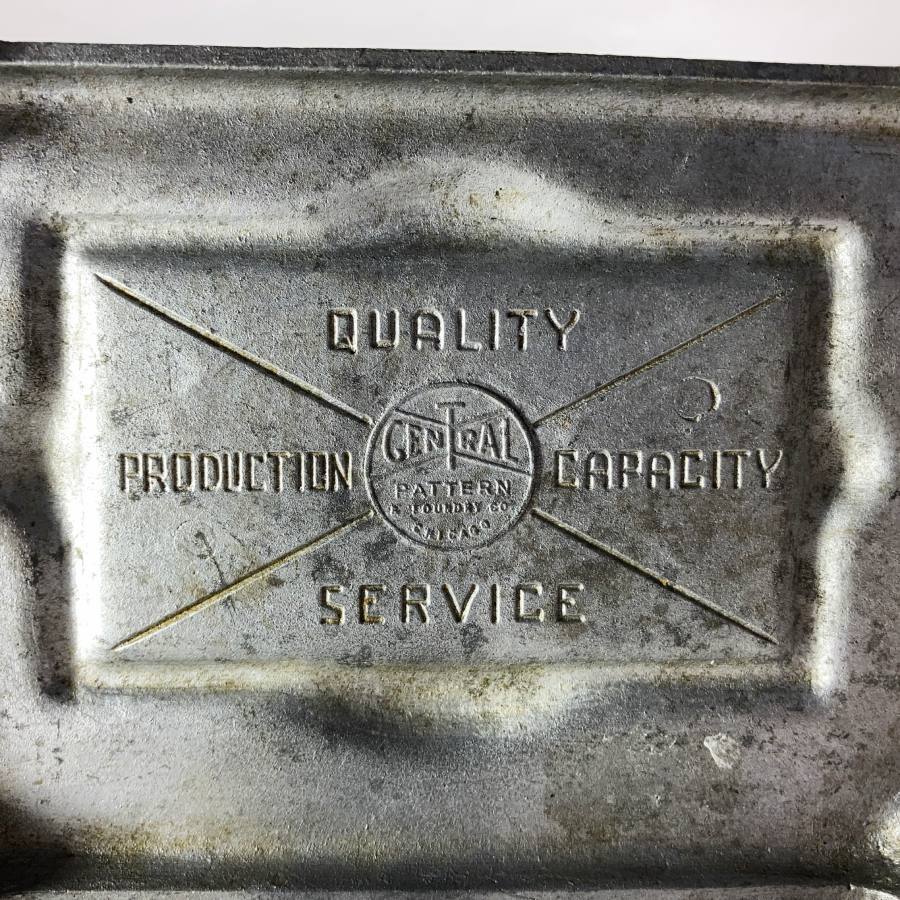 QUALITY
PRODUCTION
CENTRAL
PATTERN
& FOUNDRY CO.
CHICAGO
CAPACITY
SERVICE